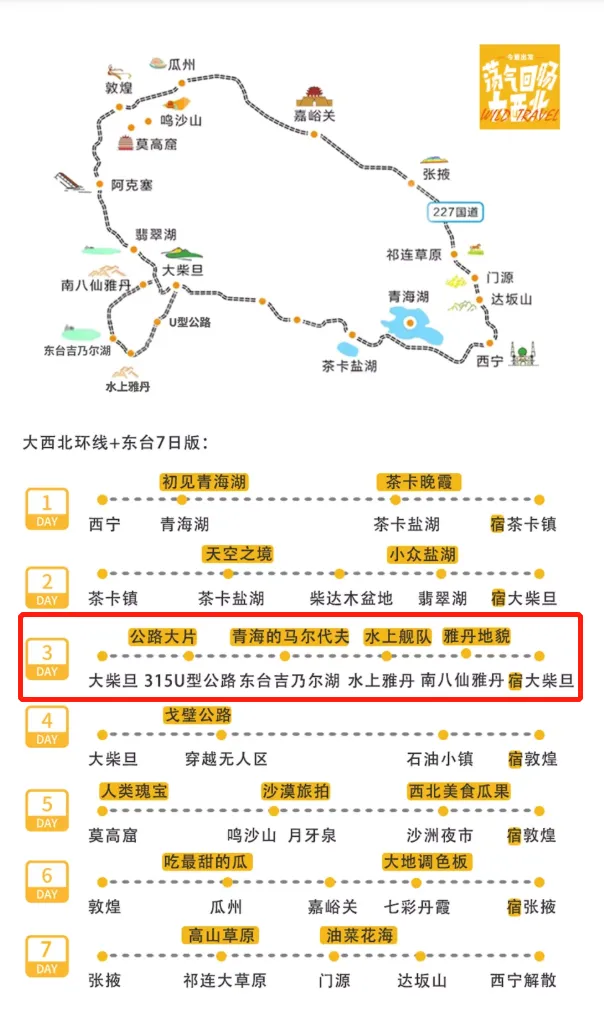 今夏出发
荡气回肠
大西北
WILD TRAVEL
瓜州
敦煌
鸣沙山
嘉峪关
莫高窟
张掖
阿克塞
227国道
翡翠湖
祁连草原
大柴旦
门源
南八仙雅丹
青海湖
达坂山
U型公路
东台吉乃尔湖
西宁
茶卡盐湖
水上雅丹
大西北环线+东台7日版：
初见青海湖 茶卡晚霞
1 DAY
西宁 青海湖 茶卡盐湖 宿茶卡镇
天空之境 小众盐湖
2 DAY
茶卡镇 茶卡盐湖 柴达木盆地 翡翠湖 宿大柴旦
公路大片 青海的马尔代夫 水上舰队 雅丹地貌
3 DAY
大柴旦 315U型公路 东台吉乃尔湖 水上雅丹 南八仙雅丹 宿大柴旦
戈壁公路
4 DAY
大柴旦 穿越无人区 石油小镇 宿敦煌
人类瑰宝 沙漠旅拍 西北美食瓜果
5 DAY
莫高窟 鸣沙山 月牙泉 沙洲夜市 宿敦煌
吃最甜的瓜 大地调色板
6 DAY
敦煌 瓜州 嘉峪关 七彩丹霞 宿张掖
高山草原 油菜花海
7 DAY
张掖 祁连大草原 门源 达坂山 西宁解散